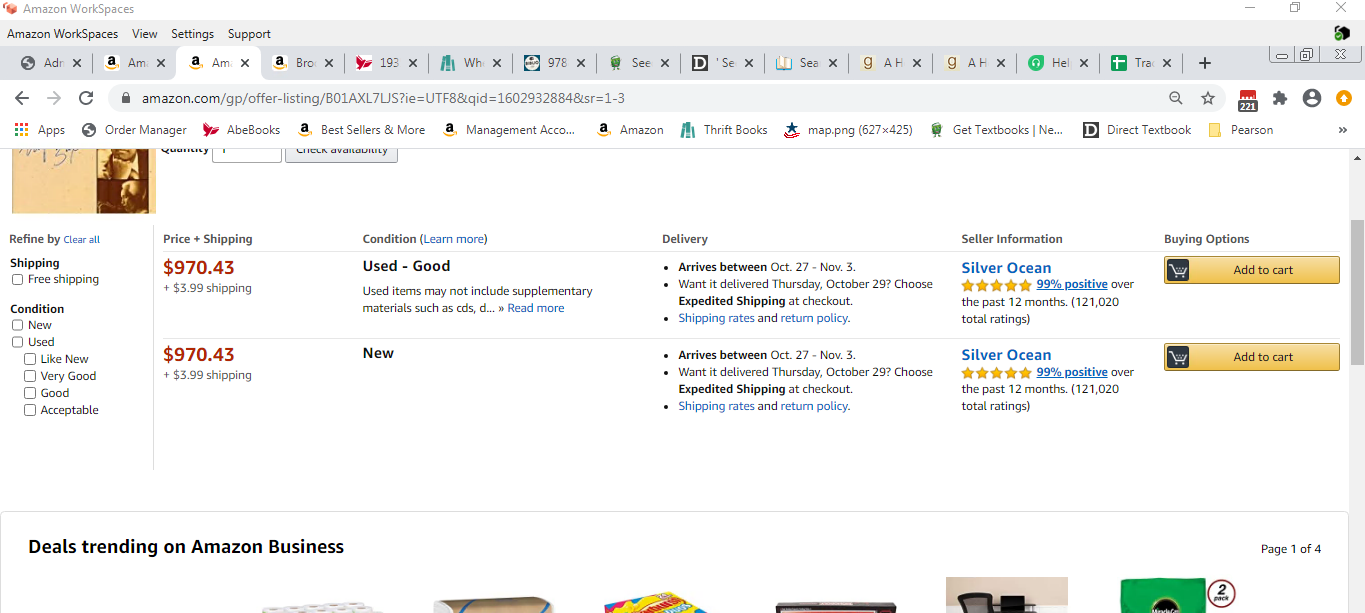 Amazon WorkSpaces
Amazon WorkSpaces View Settings Support
Adn Ama Ama Broo 193 Who 978 See ' Se Sea A H A H Hel Trac
amazon.com/gp/offer-listing/B01AXL7LJS?ie=UTF8&qid=1602932884&sr=1-3
221
Apps Order Manager AbeBooks Best Sellers & More Management Acco... Amazon Thrift Books map.png (627×425) Get Textbooks | Ne... Direct Textbook Pearson »
Quantity 1 Check availability
Refine by Clear all
Shipping
Free shipping
Condition
New
Used
Like New
Very Good
Good
Acceptable
Price + Shipping Condition (Learn more) Delivery Seller Information Buying Options
$970.43
+ $3.99 shipping
Used - Good
Used items may not include supplementary
materials such as cds, d... » Read more
Arrives between Oct. 27 - Nov. 3.
Want it delivered Thursday, October 29? Choose
Expedited Shipping at checkout.
Shipping rates and return policy.
Silver Ocean
99% positive over
the past 12 months. (121,020
total ratings)
Add to cart
$970.43
+ $3.99 shipping
New
Arrives between Oct. 27 - Nov. 3.
Want it delivered Thursday, October 29? Choose
Expedited Shipping at checkout.
Shipping rates and return policy.
Silver Ocean
99% positive over
the past 12 months. (121,020
total ratings)
Add to cart
Deals trending on Amazon Business
Page 1 of 4
2
pack